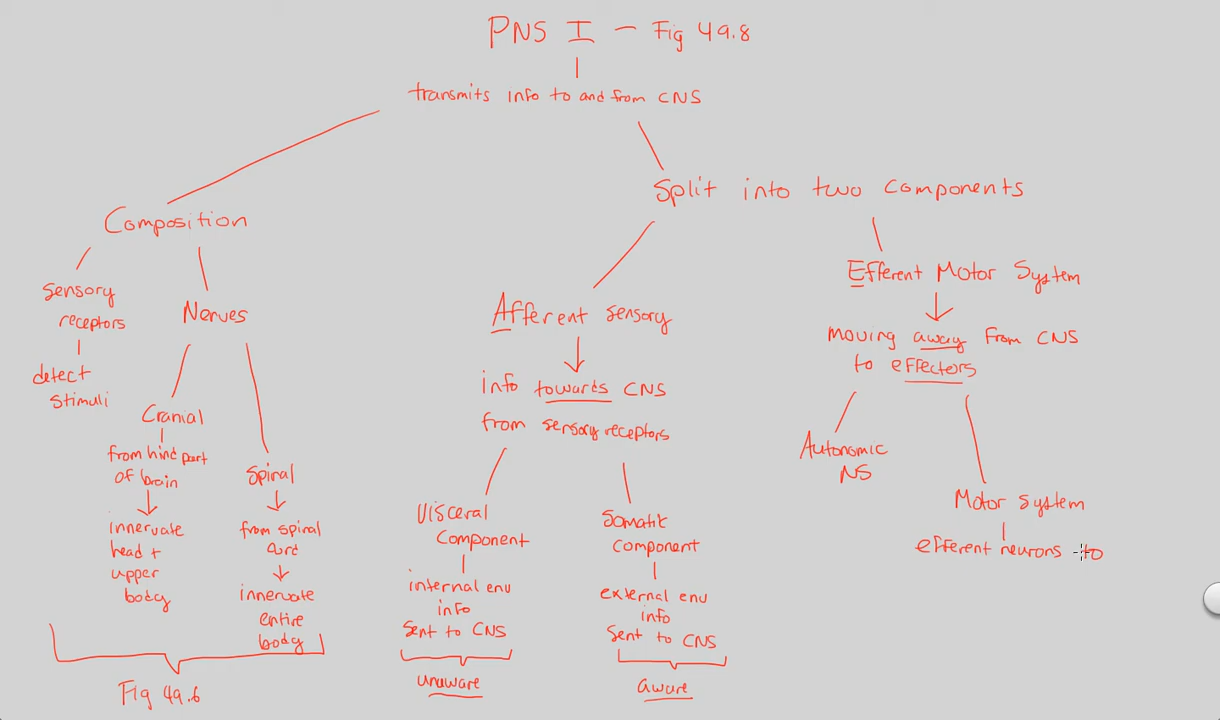 PNS I - Fig 49.8
transmits info to and from CNS
Composition
sensory
receptors
detect
stimuli
Nerves
Cranial
from hind part
of brain
innervate
head +
upper
body
spiral
from spiral
cord
innervate
entire
body
Fig 49.6
Split into two components
Afferent sensory
info towards CNS
from sensory receptors
Visceral
component
internal env
info
sent to CNS
unaware
Somatic
component
external env
info
sent to CNS
aware
Efferent Motor System
moving away from CNS
to effectors
Autonomic
NS
Motor system
efferent neurons to